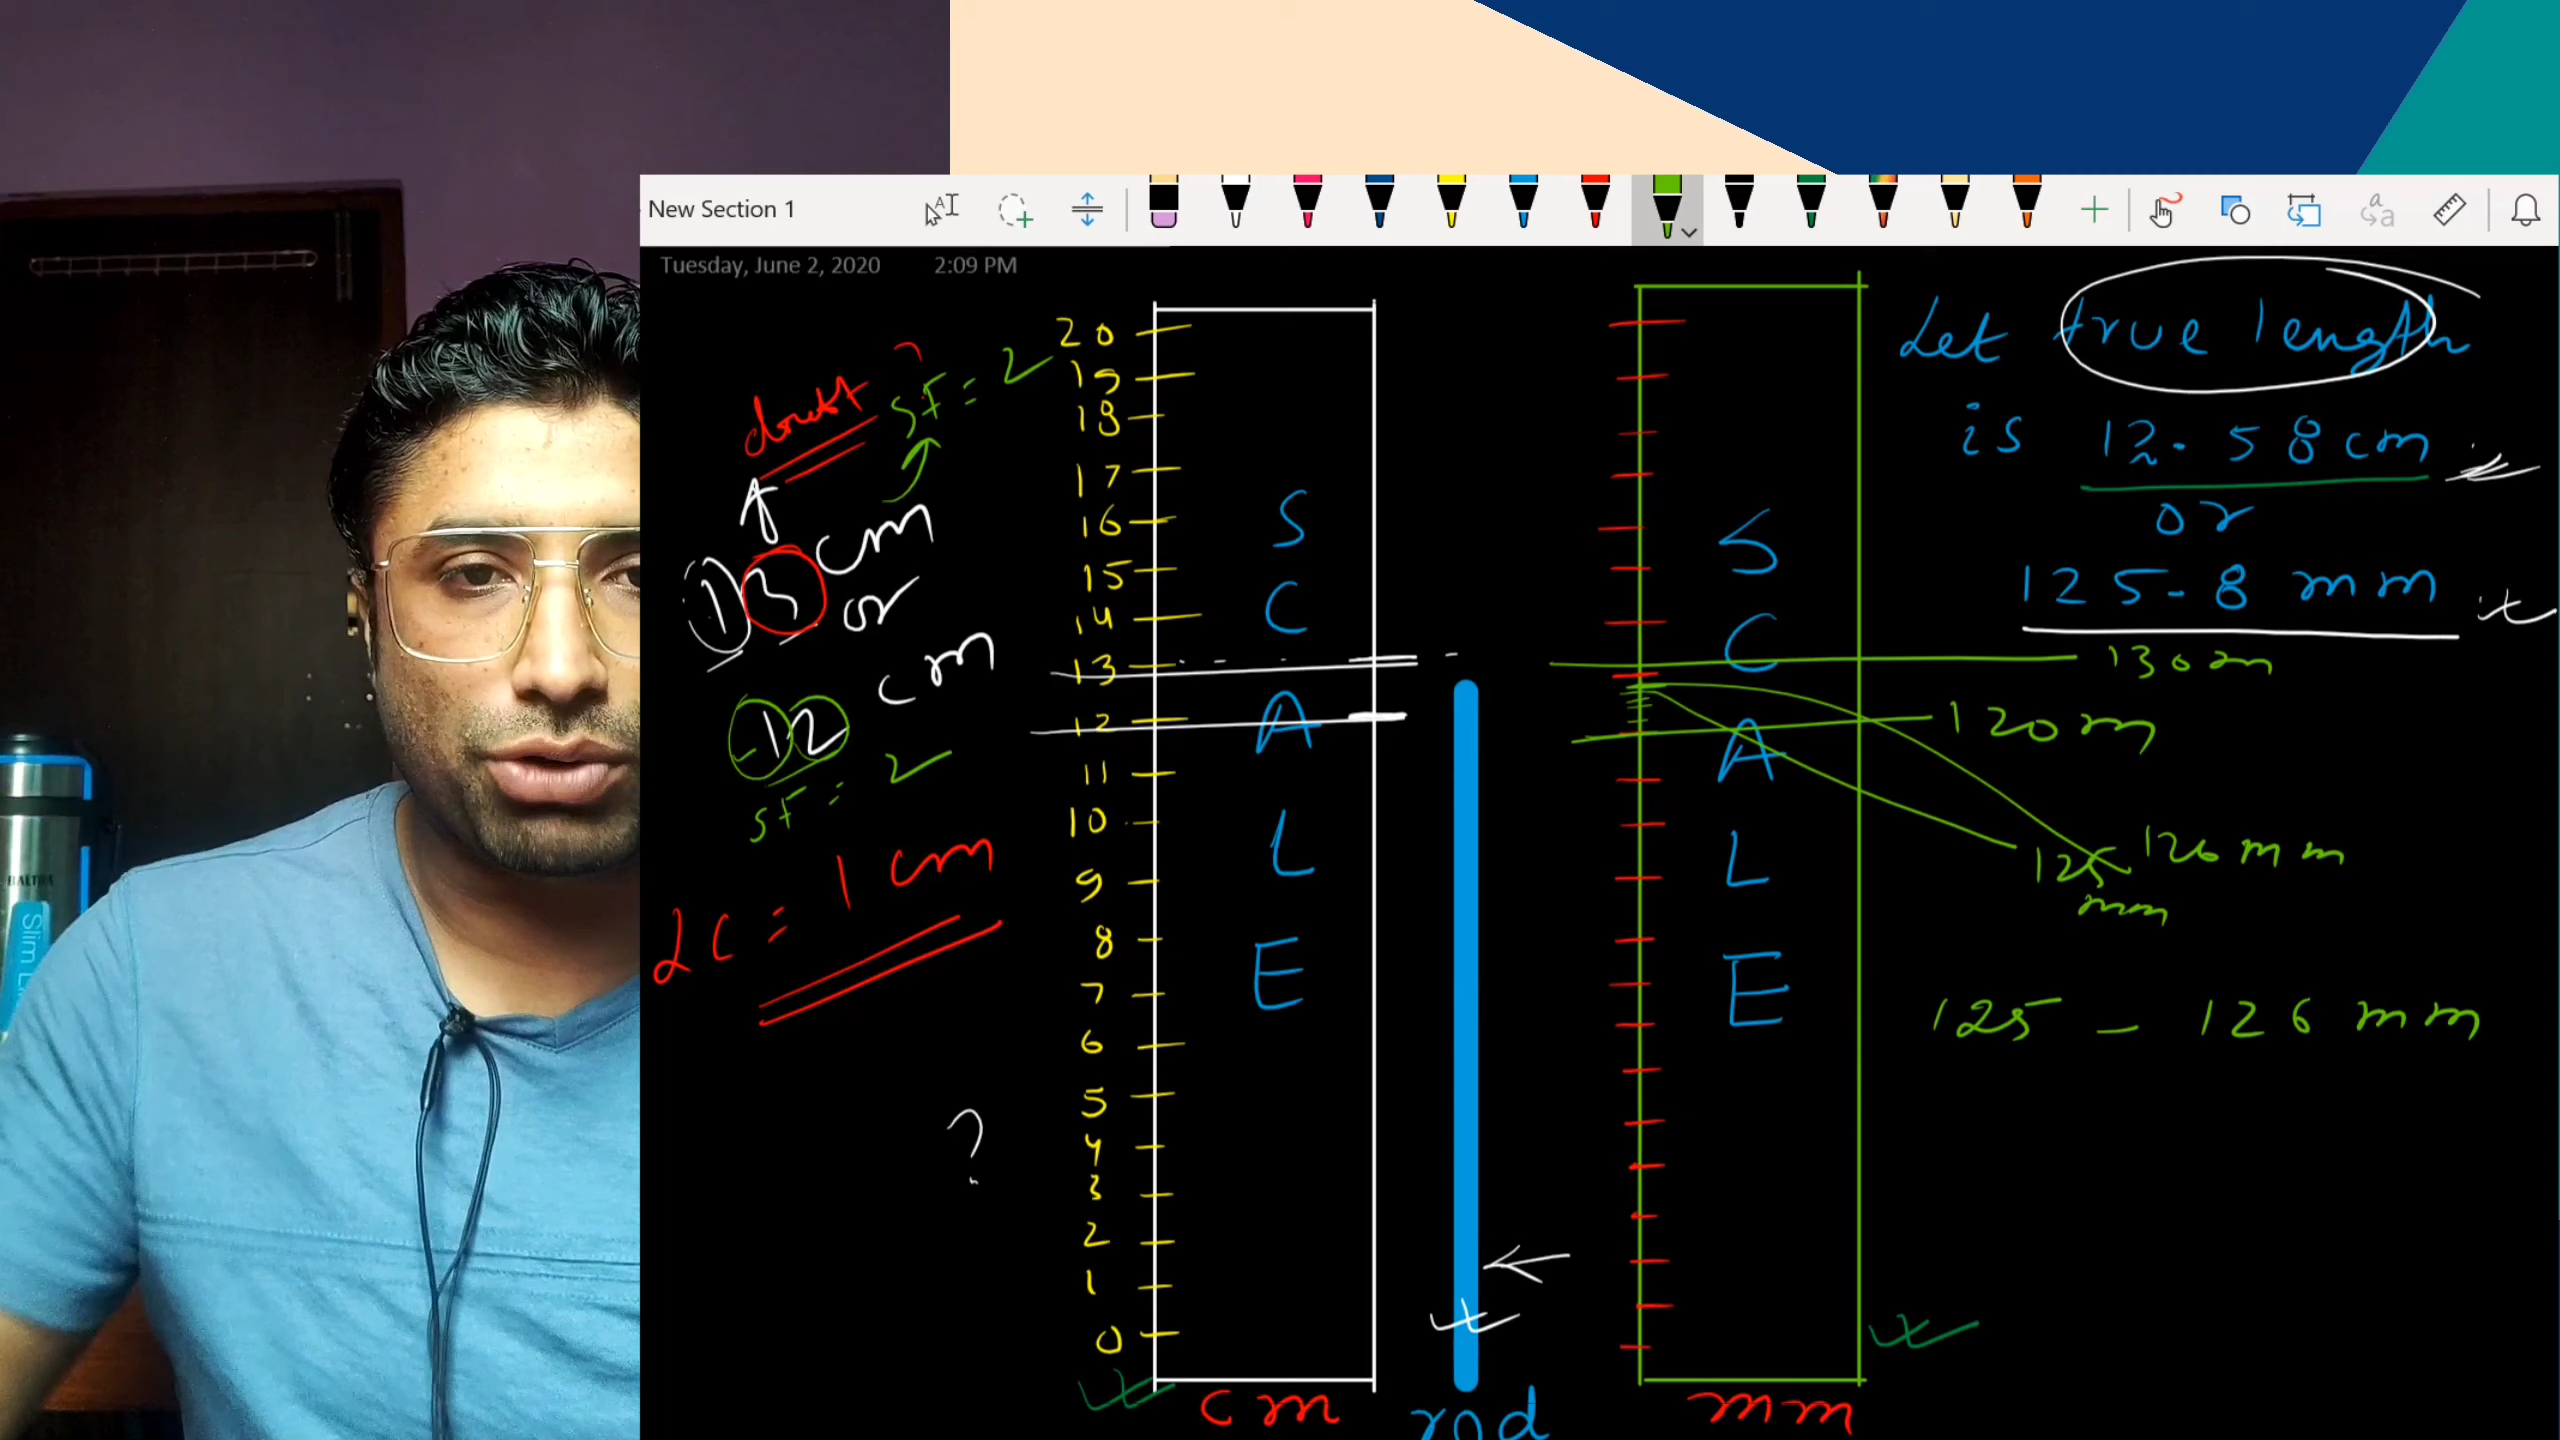 New Section 1
Tuesday, June 2, 2020 2:09 PM
doubt ?
SF = 2
13 cm
or
12 cm
SF = 2
LC = 1 cm
?
20
19
18
17
16
15
14
13
12
11
10
9
8
7
6
5
4
3
2
1
0
S
C
A
L
E
cm
rod
S
C
A
L
E
mm
Let true length
is 12.58 cm
or
125.8 mm
130 m
120 m
126 mm
125
mm
125 - 126 mm
BALTRA
Slim